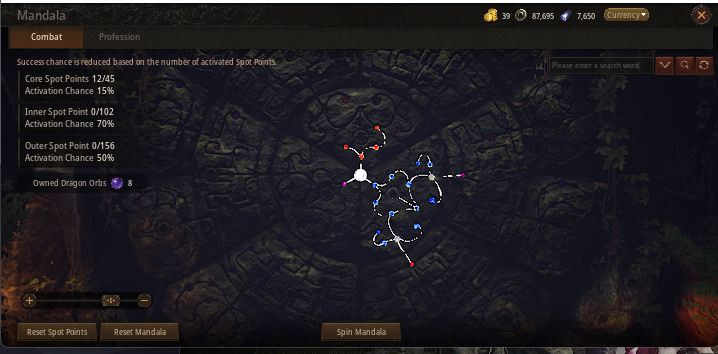 Mandala
39
87,695
7,650
Currency
Combat
Profession
Success chance is reduced based on the number of activated Spot Points.
Please enter a search word.
Core Spot Points 12/45
Activation Chance 15%
Inner Spot Point 0/102
Activation Chance 70%
Outer Spot Point 0/156
Activation Chance 50%
Owned Dragon Orbs 8
Reset Spot Points
Reset Mandala
Spin Mandala